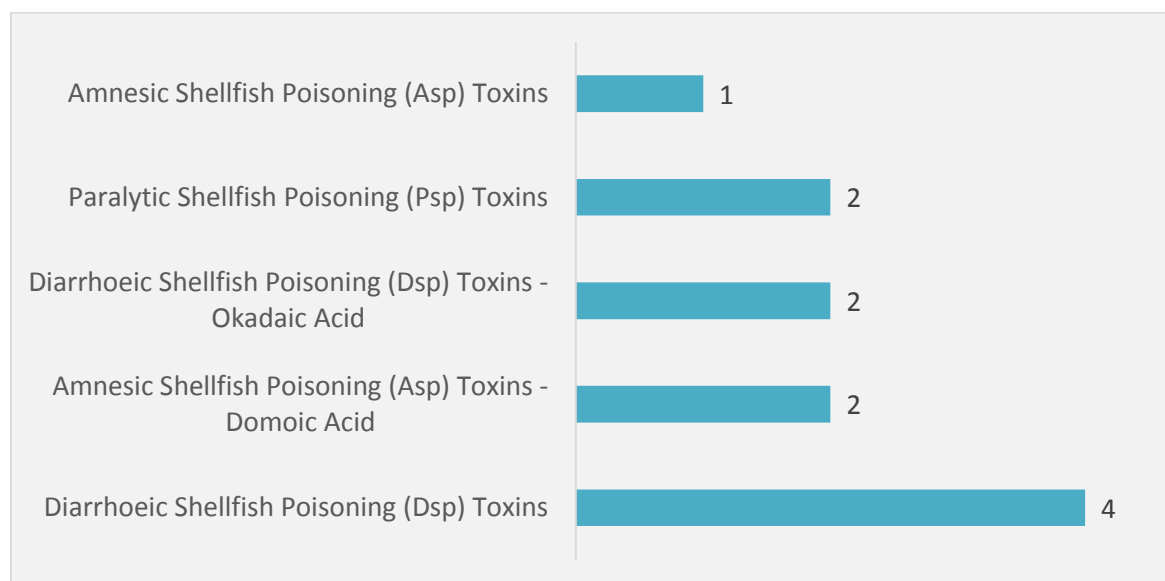 Amnesic Shellfish Poisoning (Asp) Toxins
1
Paralytic Shellfish Poisoning (Psp) Toxins
2
Diarrhoeic Shellfish Poisoning (Dsp) Toxins -
Okadaic Acid
2
Amnesic Shellfish Poisoning (Asp) Toxins -
Domoic Acid
2
Diarrhoeic Shellfish Poisoning (Dsp) Toxins
4